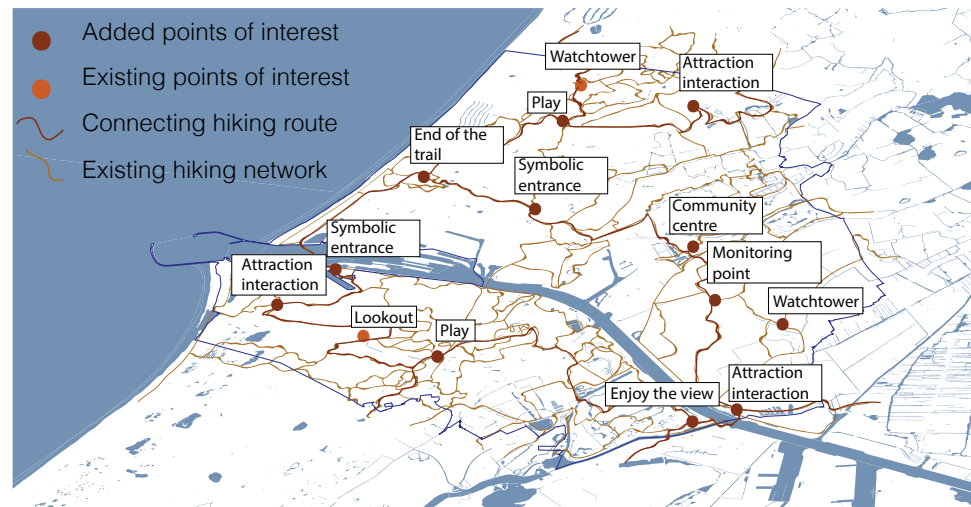 Added points of interest
Existing points of interest
Connecting hiking route
Existing hiking network
Watchtower
Attraction
interaction
Play
End of the
trail
Symbolic
entrance
Community
centre
Symbolic
entrance
Monitoring
point
Attraction
interaction
Watchtower
Lookout
Play
Attraction
interaction
Enjoy the view